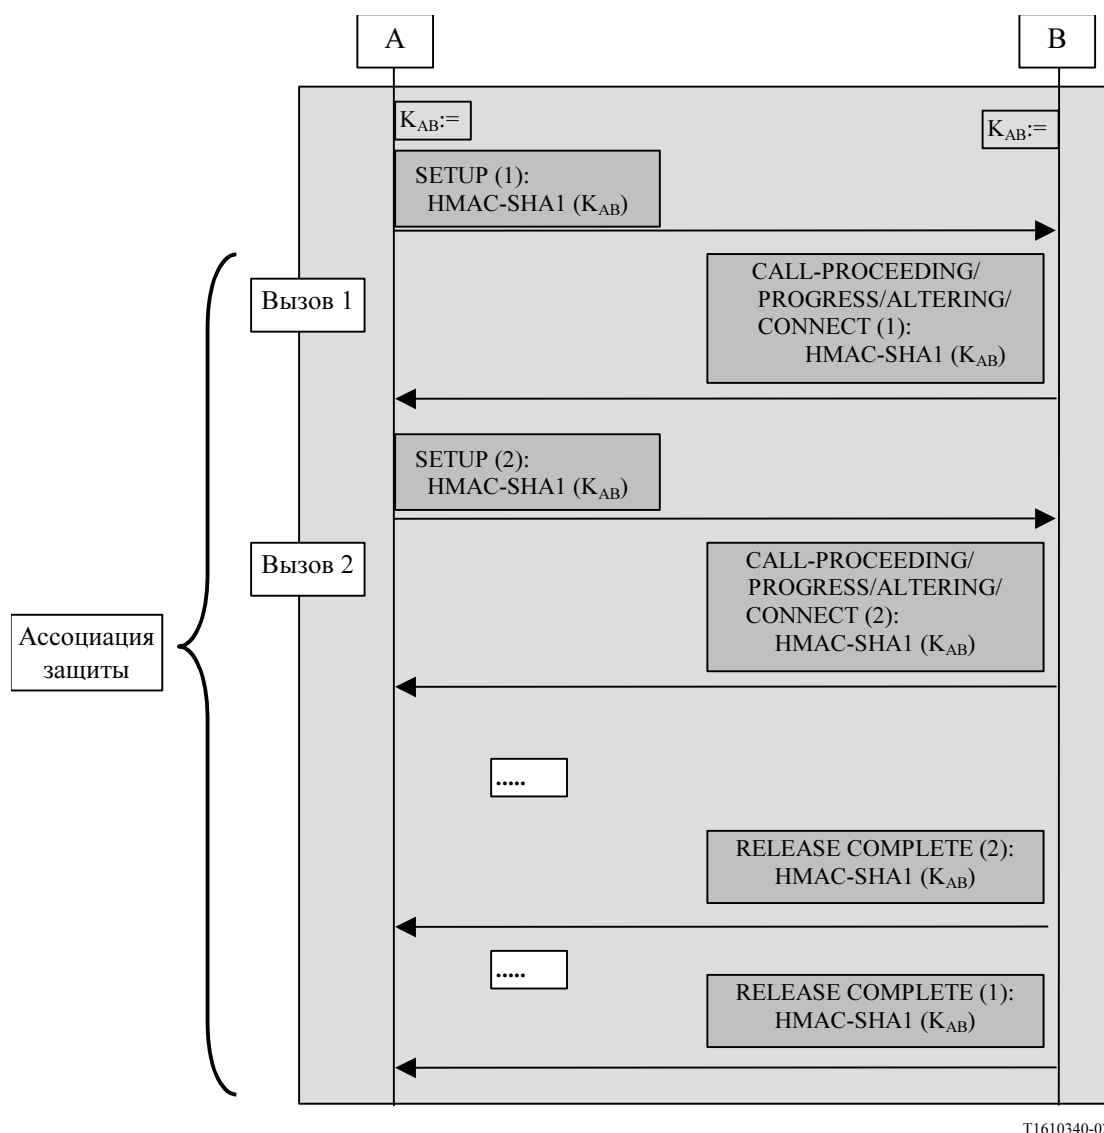 A
B
K_AB:=
K_AB:=
SETUP (1):
HMAC-SHA1 (K_AB)
CALL-PROCEEDING/
PROGRESS/ALTERING/
CONNECT (1):
HMAC-SHA1 (K_AB)
Вызов 1
SETUP (2):
HMAC-SHA1 (K_AB)
Вызов 2
CALL-PROCEEDING/
PROGRESS/ALTERING/
CONNECT (2):
HMAC-SHA1 (K_AB)
Ассоциация
защиты
.....
RELEASE COMPLETE (2):
HMAC-SHA1 (K_AB)
.....
RELEASE COMPLETE (1):
HMAC-SHA1 (K_AB)